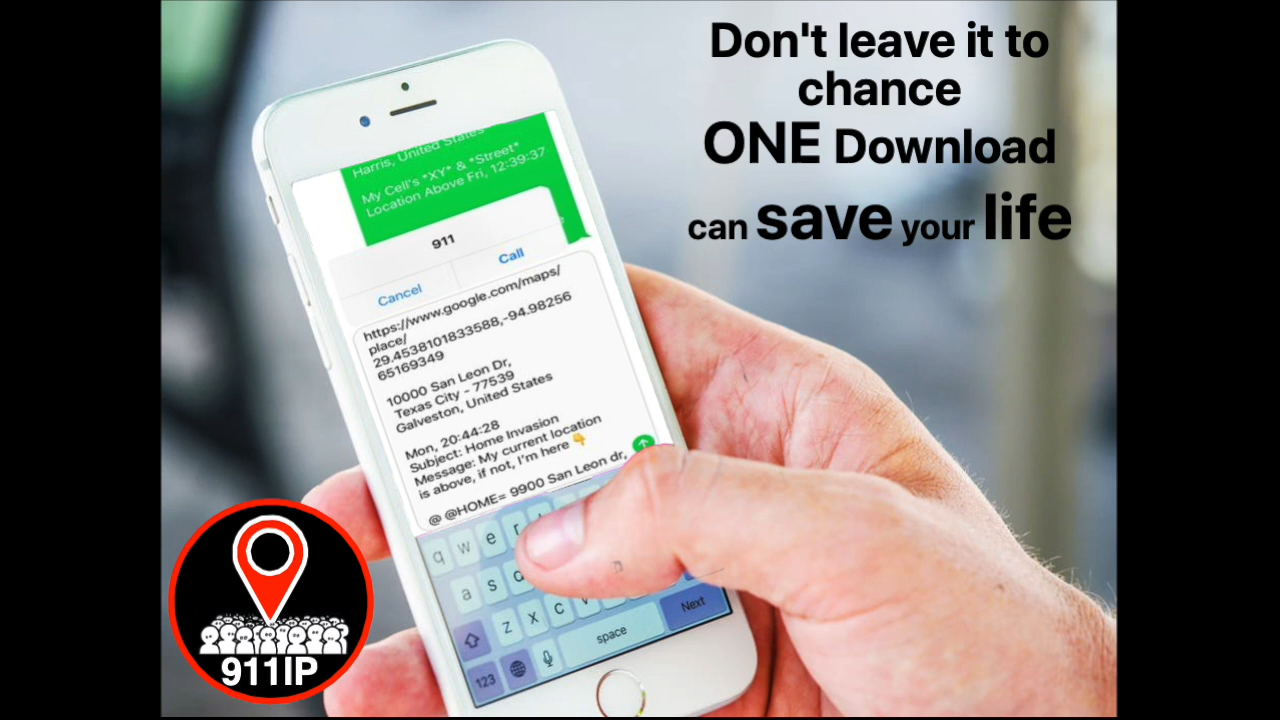 Don't leave it to
chance
ONE Download
can save your life
Harris, United States
My Cell's *XY* & *Street*
Location Above Fri, 12:39:37
911
Cancel
Call
https://www.google.com/maps/
place/
29.4538101833588,-94.98256
65169349
10000 San Leon Dr,
Texas City - 77539
Galveston, United States
Mon, 20:44:28
Subject: Home Invasion
Message: My current location
is above, if not, I'm here 👇
@ @HOME= 9900 San Leon dr,
q w e r
a s
z x c v
123
space
Next
911IP